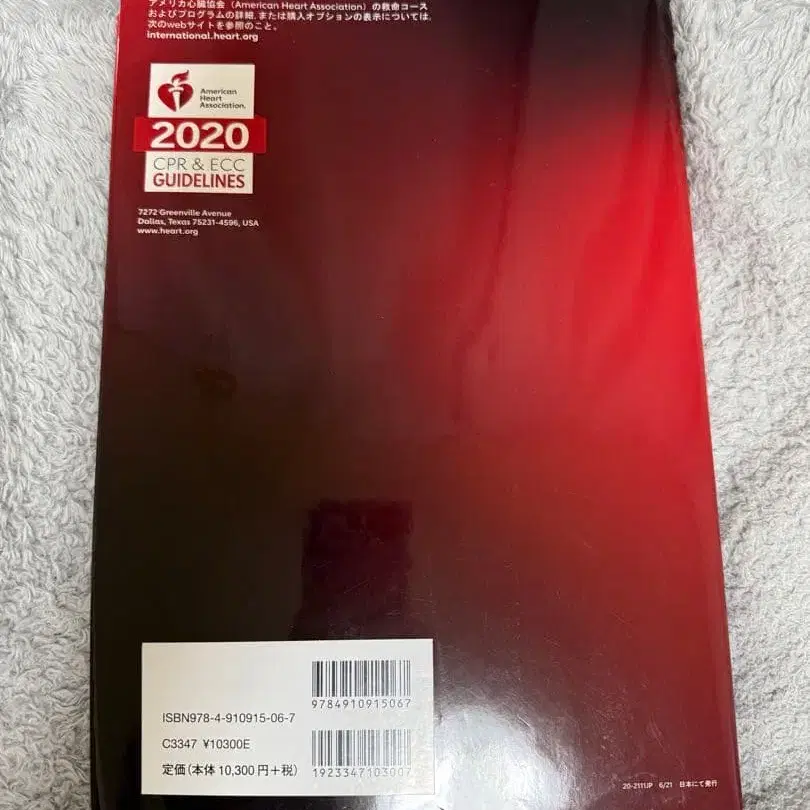 アメリカ心臓協会（American Heart Association）の救命コース
およびプログラムの詳細，または購入オプションの表示については，
次のwebサイトを参照のこと。
international.heart.org
American
Heart
Association.
2020
CPR & ECC
GUIDELINES
7272 Greenville Avenue
Dallas, Texas 75231-4596, USA
www.heart.org
9784910915067
ISBN978-4-910915-06-7
C3347 ¥10300E
定価(本体 10,300円+税)
1923347103007
20-211UP 6/21 日本にて発行